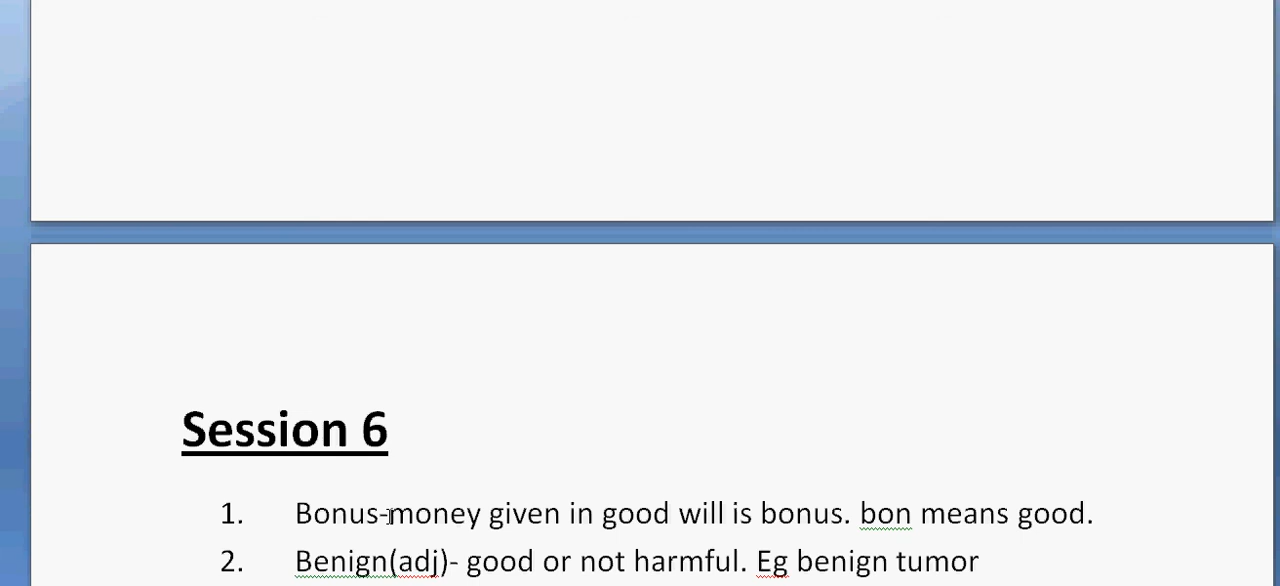 Session 6
1. Bonus-money given in good will is bonus. bon means good.
2. Benign(adj)- good or not harmful. Eg benign tumor